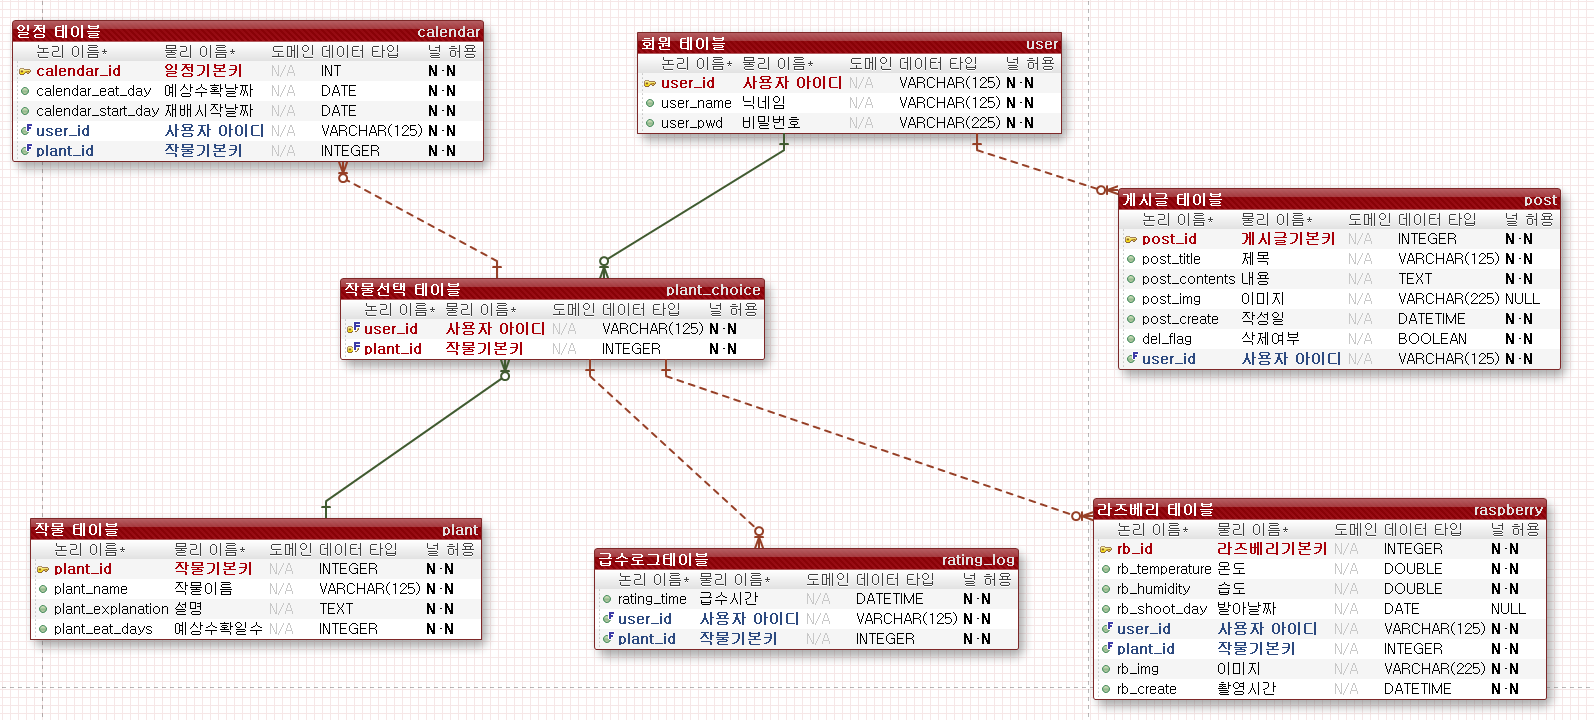 일정 테이블 calendar
논리 이름* 물리 이름* 도메인 데이터 타입 널 허용
calendar_id 일정기본키 N/A INT N·N
calendar_eat_day 예상수확날짜 N/A DATE N·N
calendar_start_day 재배시작날짜 N/A DATE N·N
user_id 사용자 아이디 N/A VARCHAR(125) N·N
plant_id 작물기본키 N/A INTEGER N·N
회원 테이블 user
논리 이름* 물리 이름* 도메인 데이터 타입 널 허용
user_id 사용자 아이디 N/A VARCHAR(125) N·N
user_name 닉네임 N/A VARCHAR(125) N·N
user_pwd 비밀번호 N/A VARCHAR(225) N·N
게시글 테이블 post
논리 이름* 물리 이름* 도메인 데이터 타입 널 허용
post_id 게시글기본키 N/A INTEGER N·N
post_title 제목 N/A VARCHAR(125) N·N
post_contents 내용 N/A TEXT N·N
post_img 이미지 N/A VARCHAR(225) NULL
post_create 작성일 N/A DATETIME N·N
del_flag 삭제여부 N/A BOOLEAN N·N
user_id 사용자 아이디 N/A VARCHAR(125) N·N
작물선택 테이블 plant_choice
논리 이름* 물리 이름* 도메인 데이터 타입 널 허용
user_id 사용자 아이디 N/A VARCHAR(125) N·N
plant_id 작물기본키 N/A INTEGER N·N
작물 테이블 plant
논리 이름* 물리 이름* 도메인 데이터 타입 널 허용
plant_id 작물기본키 N/A INTEGER N·N
plant_name 작물이름 N/A VARCHAR(125) N·N
plant_explanation 설명 N/A TEXT N·N
plant_eat_days 예상수확일수 N/A INTEGER N·N
급수로그테이블 rating_log
논리 이름* 물리 이름* 도메인 데이터 타입 널 허용
rating_time 급수시간 N/A DATETIME N·N
user_id 사용자 아이디 N/A VARCHAR(125) N·N
plant_id 작물기본키 N/A INTEGER N·N
라즈베리 테이블 raspberry
논리 이름* 물리 이름* 도메인 데이터 타입 널 허용
rb_id 라즈베리기본키 N/A INTEGER N·N
rb_temperature 온도 N/A DOUBLE N·N
rb_humidity 습도 N/A DOUBLE N·N
rb_shoot_day 발아날짜 N/A DATE NULL
user_id 사용자 아이디 N/A VARCHAR(125) N·N
plant_id 작물기본키 N/A INTEGER N·N
rb_img 이미지 N/A VARCHAR(225) N·N
rb_create 촬영시간 N/A DATETIME N·N